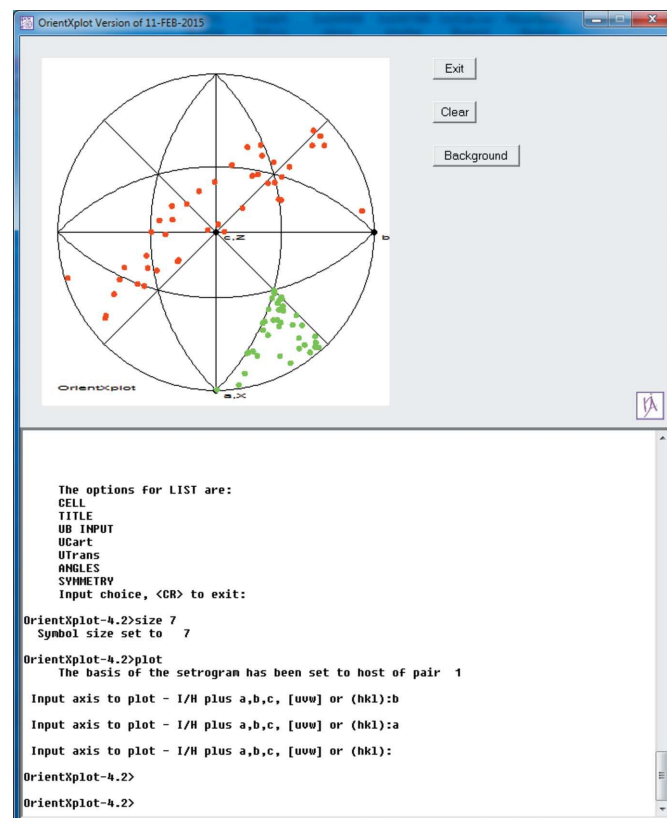 OrientXplot Version of 11-FEB-2015
Exit
Clear
Background
c,Z
b
OrientXplot
a,X
The options for LIST are:
CELL
TITLE
UB INPUT
UCart
UTrans
ANGLES
SYMMETRY
Input choice, <CR> to exit:
OrientXplot-4.2>size 7
Symbol size set to 7
OrientXplot-4.2>plot
The basis of the setrogram has been set to host of pair 1
Input axis to plot - I/H plus a,b,c, [uvw] or (hkl):b
Input axis to plot - I/H plus a,b,c, [uvw] or (hkl):a
Input axis to plot - I/H plus a,b,c, [uvw] or (hkl):
OrientXplot-4.2>
OrientXplot-4.2>